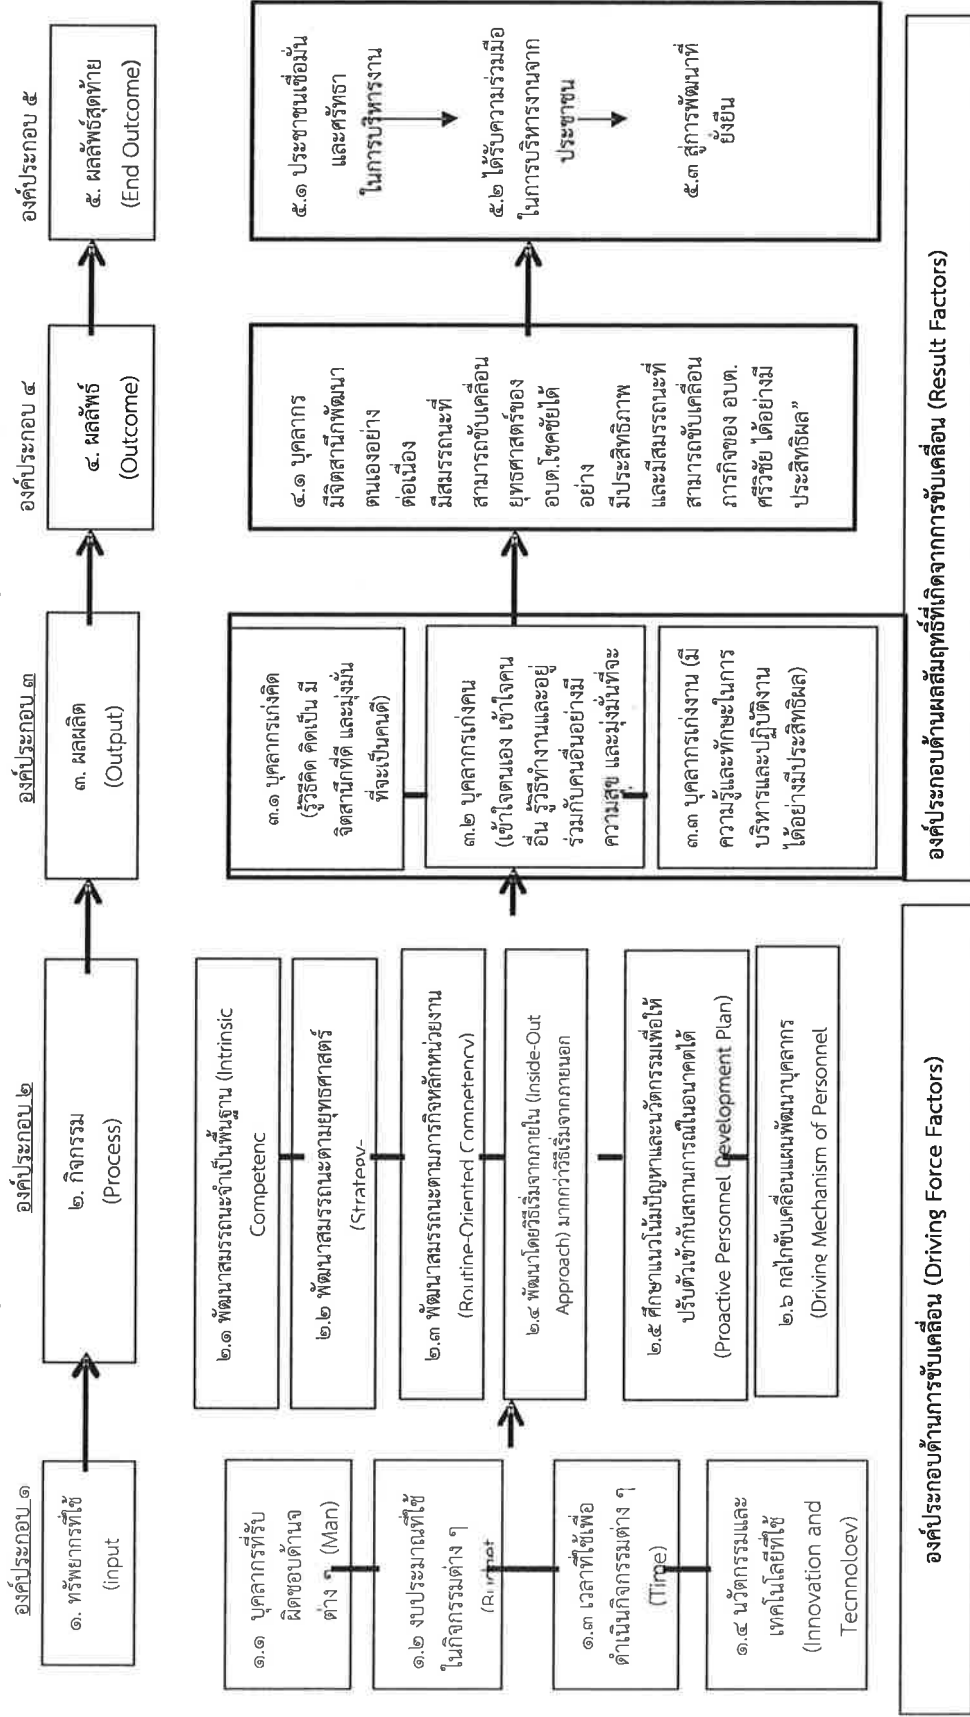 องค์ประกอบ ๑
๑. ทรัพยากรที่ใช้
(input
๑.๑ บุคลากรที่รับ
ผิดชอบด้านจ
ต่าง ๆ (Man)
๑.๒ งบประมาณที่ใช้
ในกิจกรรมต่าง ๆ
๑.๓ เวลาที่ใช้เพื่อ
ดำเนินกิจกรรมต่าง ๆ
(Time)
๑.๔ นวัตกรรมและ
เทคโนโลยีที่ใช้
(Innovation and
Technology)
องค์ประกอบ ๒
๒. กิจกรรม
(Process)
๒.๑ พัฒนาสมรรถนะจำเป็นพื้นฐาน (Intrinsic
Competenc
๒.๒ พัฒนาสมรรถนะตามยุทธศาสตร์
(Strategy-
๒.๓ พัฒนาสมรรถนะตามภารกิจหลักหน่วยงาน
(Routine-Oriented Competency)
๒.๔ พัฒนาโดยวิธีเริ่มจากภายใน (Inside-Out
Approach) มากกว่าวิธีเริ่มจากภายนอก
๒.๕ ศึกษาแนวโน้มปัญหาและนวัตกรรมเพื่อให้
ปรับตัวเข้ากับสถานการณ์ในอนาคตได้
(Proactive Personnel Development Plan)
๒.๖ กลไกขับเคลื่อนแผนพัฒนาบุคลากร
(Driving Mechanism of Personnel
องค์ประกอบ ๓
๓. ผลผลิต
(Output)
๓.๑ บุคลากรเก่งคิด
(รู้วิธีคิด คิดเป็น มี
จิตสานึกที่ดี และมุ่งมั่น
ที่จะเป็นคนดี)
๓.๒ บุคลากรเก่งคน
(เข้าใจตนเอง เข้าใจคน
อื่น รู้วิธีทำงานและอยู่
ร่วมกับคนอื่นอย่างมี
ความสุข และมุ่งมั่นที่จะ
๓.๓ บุคลากรเก่งงาน (มี
ความรู้และทักษะในการ
บริหารและปฏิบัติงาน
ได้อย่างมีประสิทธิผล)
องค์ประกอบ ๔
๔. ผลลัพธ์
(Outcome)
๔.๑ บุคลากร
มีจิตสานึกพัฒนา
ตนเองอย่าง
ต่อเนื่อง
มีสมรรถนะที่
สามารถขับเคลื่อน
ยุทธศาสตร์ของ
อบต.โชคชัยได้
อย่าง
มีประสิทธิภาพ
และมีสมรรถนะที่
สามารถขับเคลื่อน
ภารกิจของ อบต.
ศรีวิชัย ได้อย่างมี
ประสิทธิผล”
องค์ประกอบ ๕
๕. ผลลัพธ์สุดท้าย
(End Outcome)
๕.๑ ประชาชนเชื่อมั่น
และศรัทธา
ในการบริหารงาน
๕.๒ ได้รับความร่วมมือ
ในการบริหารงานจาก
ประชาชน
๕.๓ สู่การพัฒนาที่
ยั่งยืน
องค์ประกอบด้านการขับเคลื่อน (Driving Force Factors)
องค์ประกอบด้านผลสัมฤทธิ์ที่เกิดจากการขับเคลื่อน (Result Factors)